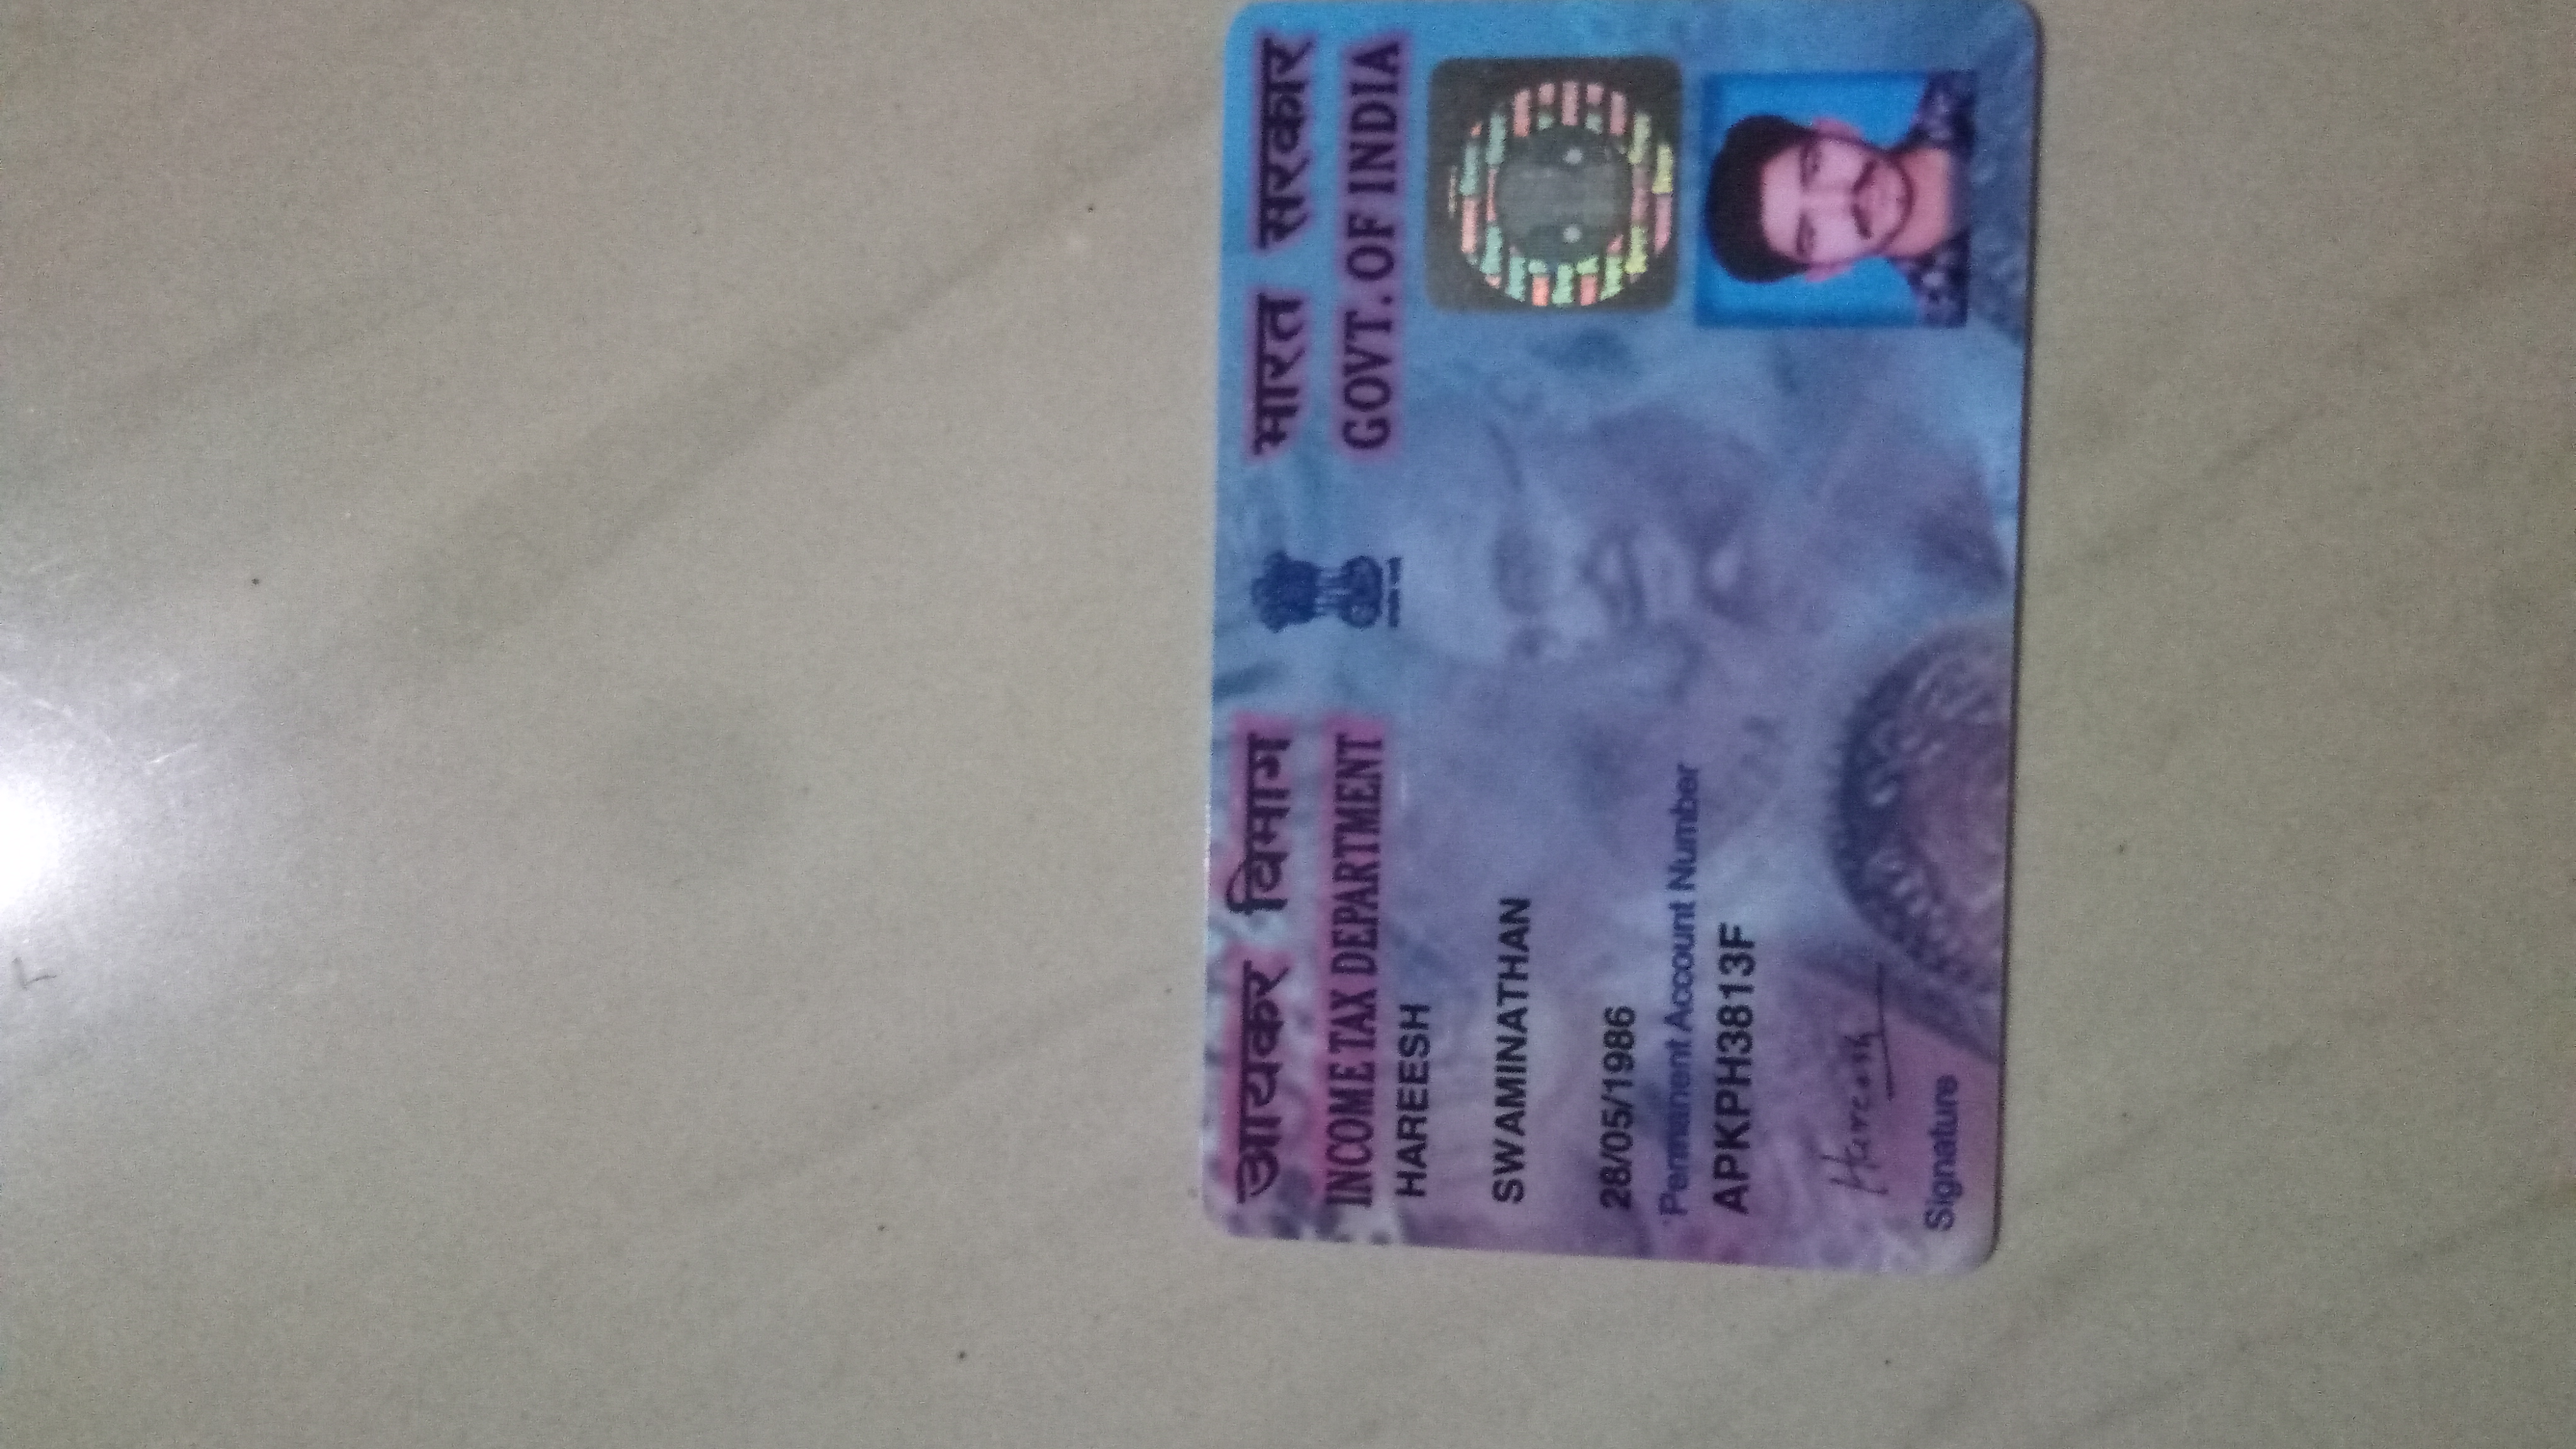 आयकर विभाग
INCOME TAX DEPARTMENT
भारत सरकार
GOVT. OF INDIA
HAREESH
SWAMINATHAN
28/05/1986
Permanent Account Number
APKPH3813F
Hareesh
Signature